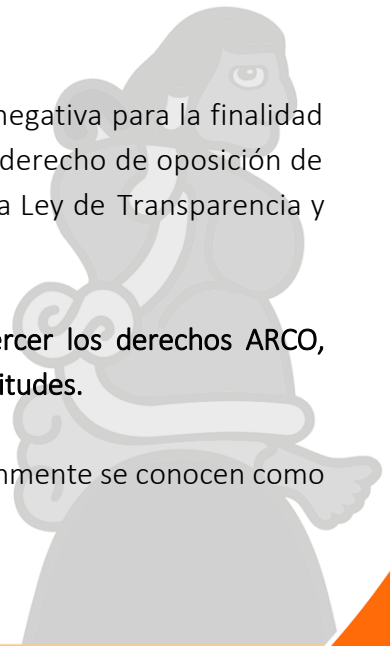 negativa para la finalidad
derecho de oposición de
a Ley de Transparencia y
ercer los derechos ARCO,
itudes.
nmente se conocen como